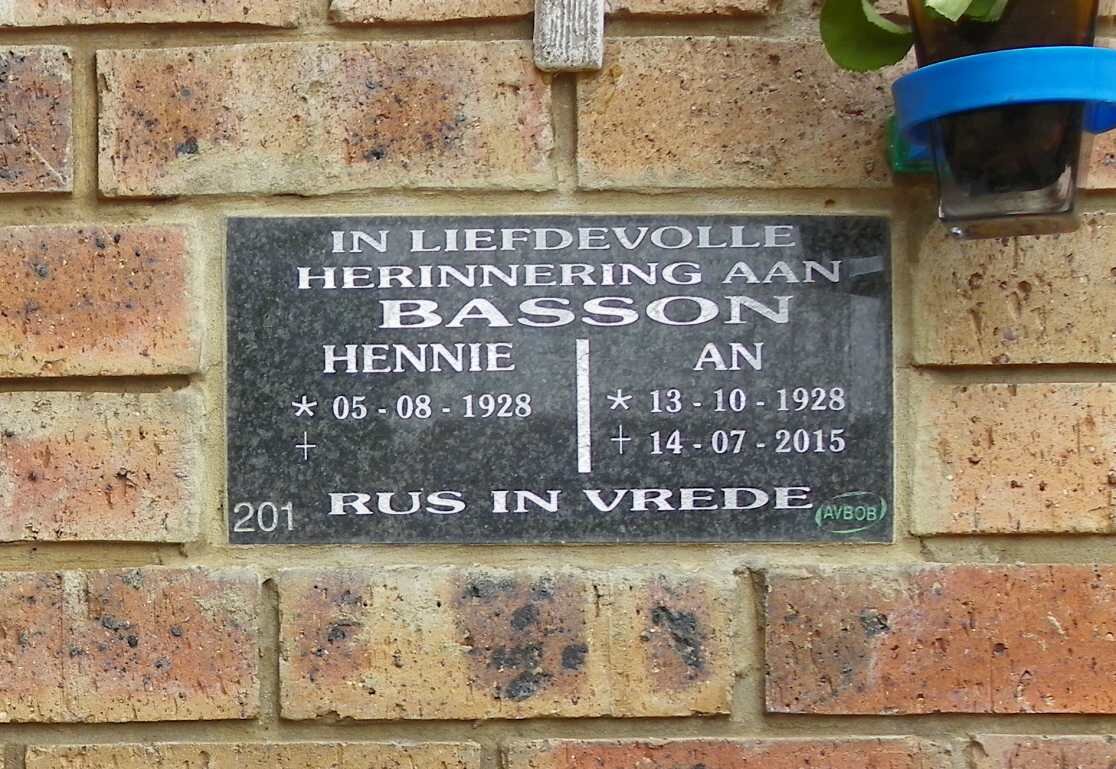 IN LIEFDEVOLLE
HERINNERING AAN
BASSON
HENNIE
* 05 - 08 - 1928
†
AN
* 13 - 10 - 1928
† 14 - 07 - 2015
RUS IN VREDE
201
AVBOB